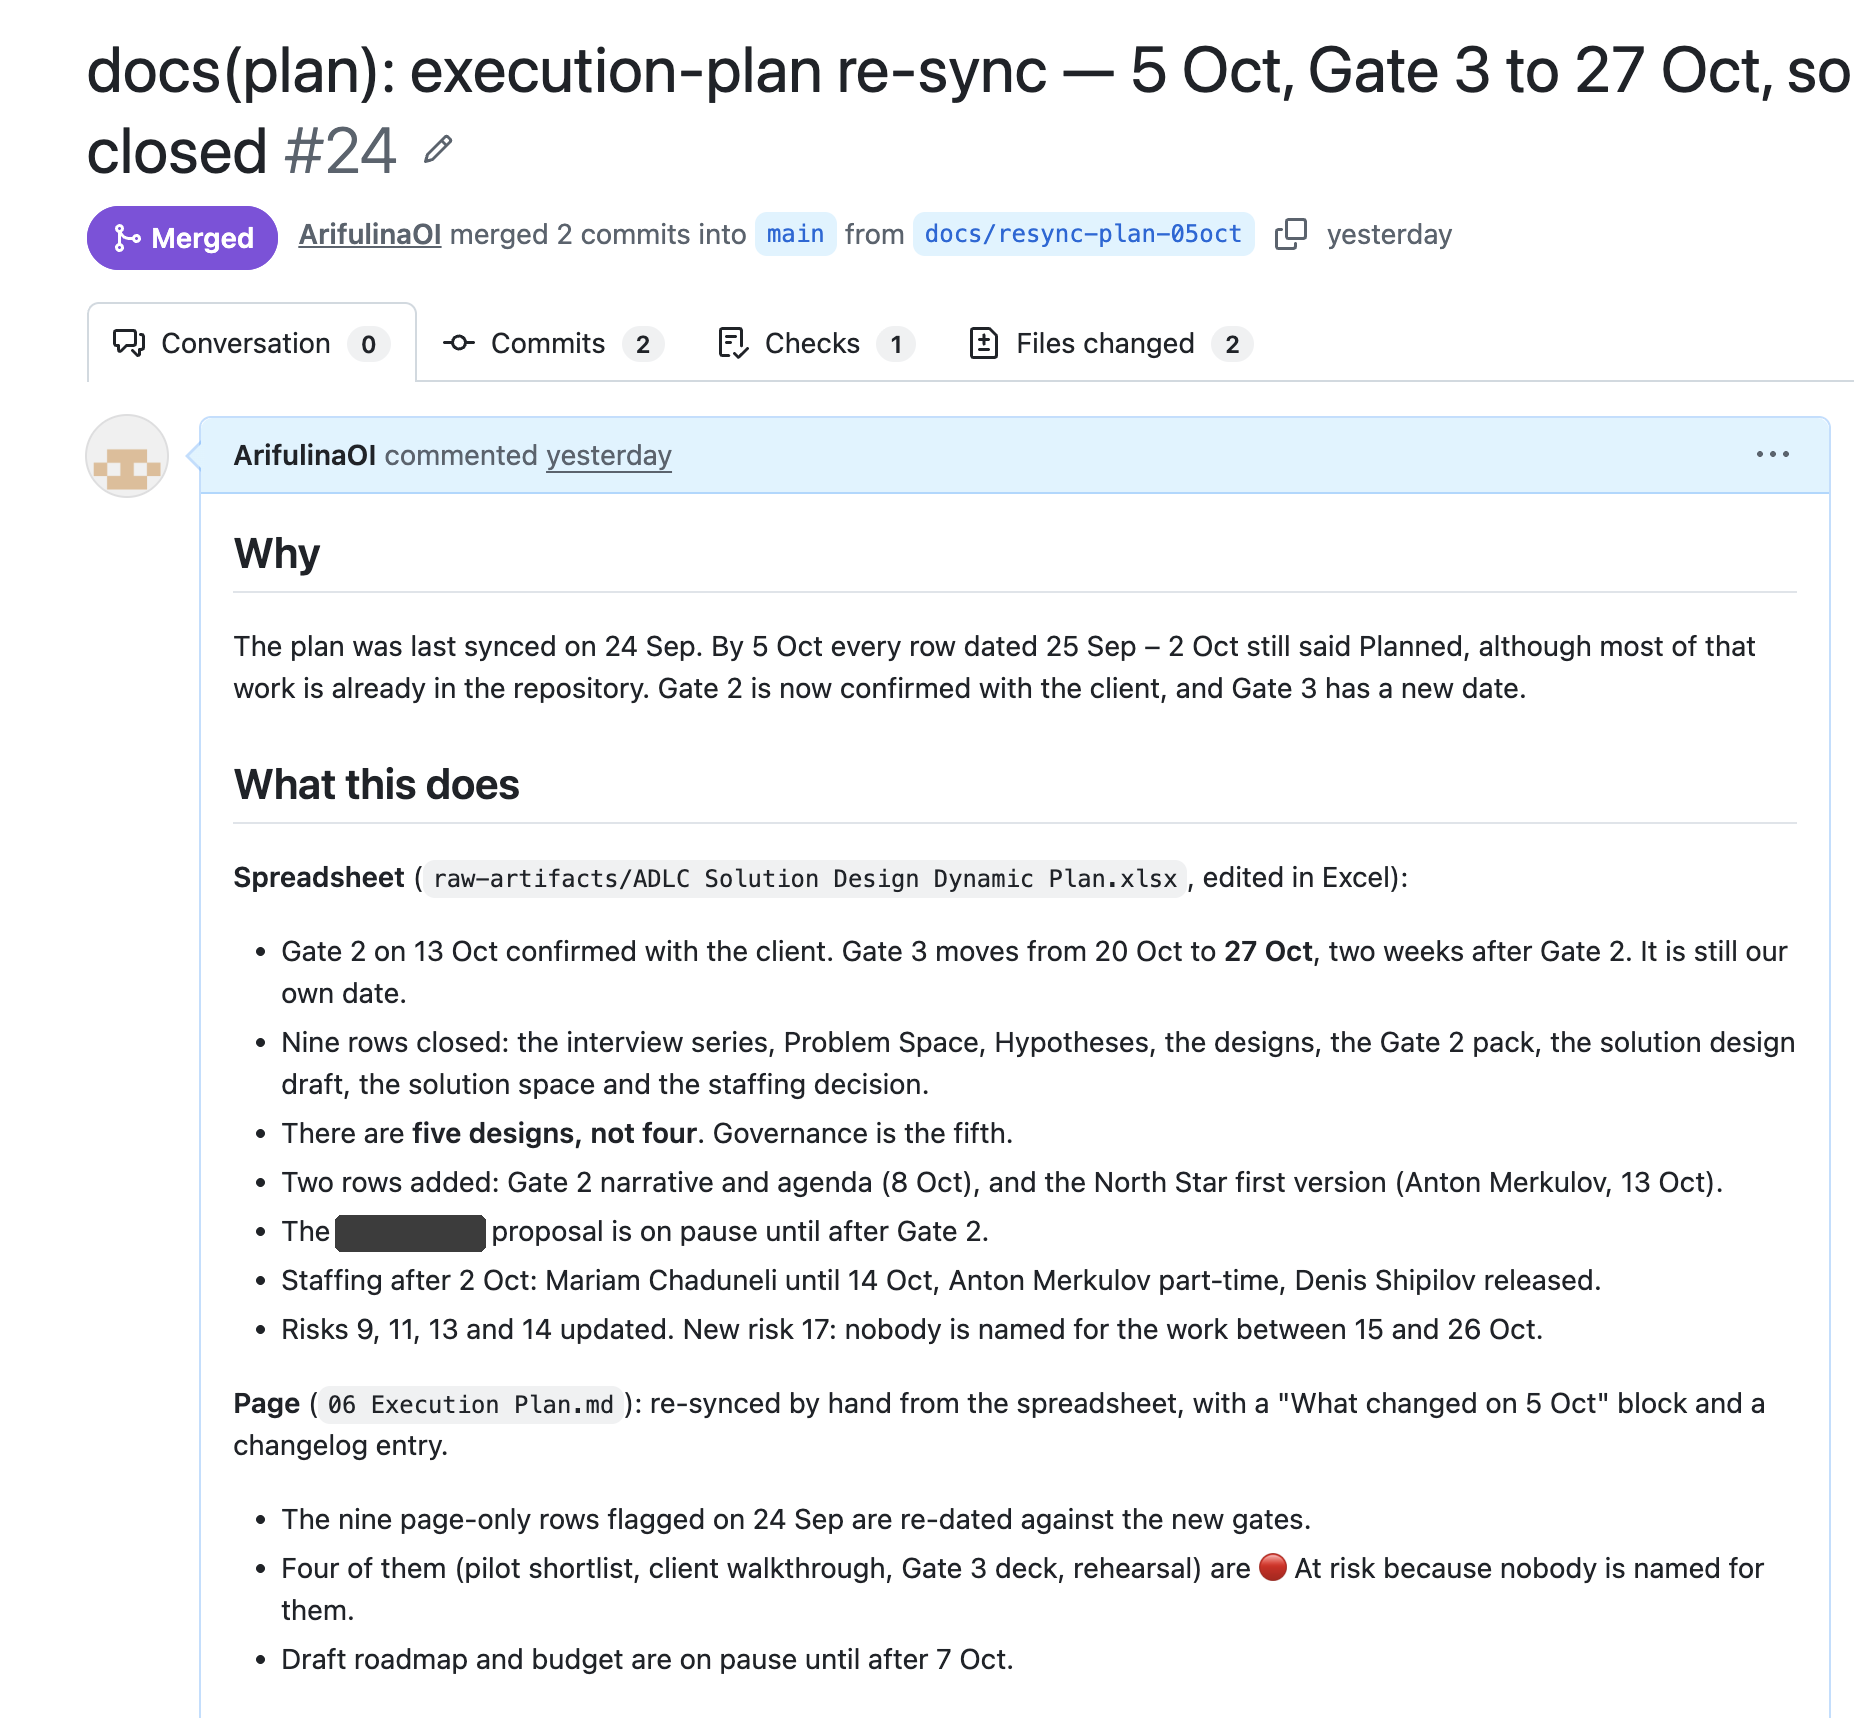 docs(plan): execution-plan re-sync — 5 Oct, Gate 3 to 27 Oct, so
closed #24
Merged ArifulinaOI merged 2 commits into main from docs/resync-plan-05oct yesterday
Conversation 0 Commits 2 Checks 1 Files changed 2
ArifulinaOI commented yesterday
Why
The plan was last synced on 24 Sep. By 5 Oct every row dated 25 Sep – 2 Oct still said Planned, although most of that
work is already in the repository. Gate 2 is now confirmed with the client, and Gate 3 has a new date.
What this does
Spreadsheet (raw-artifacts/ADLC Solution Design Dynamic Plan.xlsx, edited in Excel):
• Gate 2 on 13 Oct confirmed with the client. Gate 3 moves from 20 Oct to 27 Oct, two weeks after Gate 2. It is still our
own date.
• Nine rows closed: the interview series, Problem Space, Hypotheses, the designs, the Gate 2 pack, the solution design
draft, the solution space and the staffing decision.
• There are five designs, not four. Governance is the fifth.
• Two rows added: Gate 2 narrative and agenda (8 Oct), and the North Star first version (Anton Merkulov, 13 Oct).
• The proposal is on pause until after Gate 2.
• Staffing after 2 Oct: Mariam Chaduneli until 14 Oct, Anton Merkulov part-time, Denis Shipilov released.
• Risks 9, 11, 13 and 14 updated. New risk 17: nobody is named for the work between 15 and 26 Oct.
Page (06 Execution Plan.md): re-synced by hand from the spreadsheet, with a "What changed on 5 Oct" block and a
changelog entry.
• The nine page-only rows flagged on 24 Sep are re-dated against the new gates.
• Four of them (pilot shortlist, client walkthrough, Gate 3 deck, rehearsal) are 🔴 At risk because nobody is named for
them.
• Draft roadmap and budget are on pause until after 7 Oct.